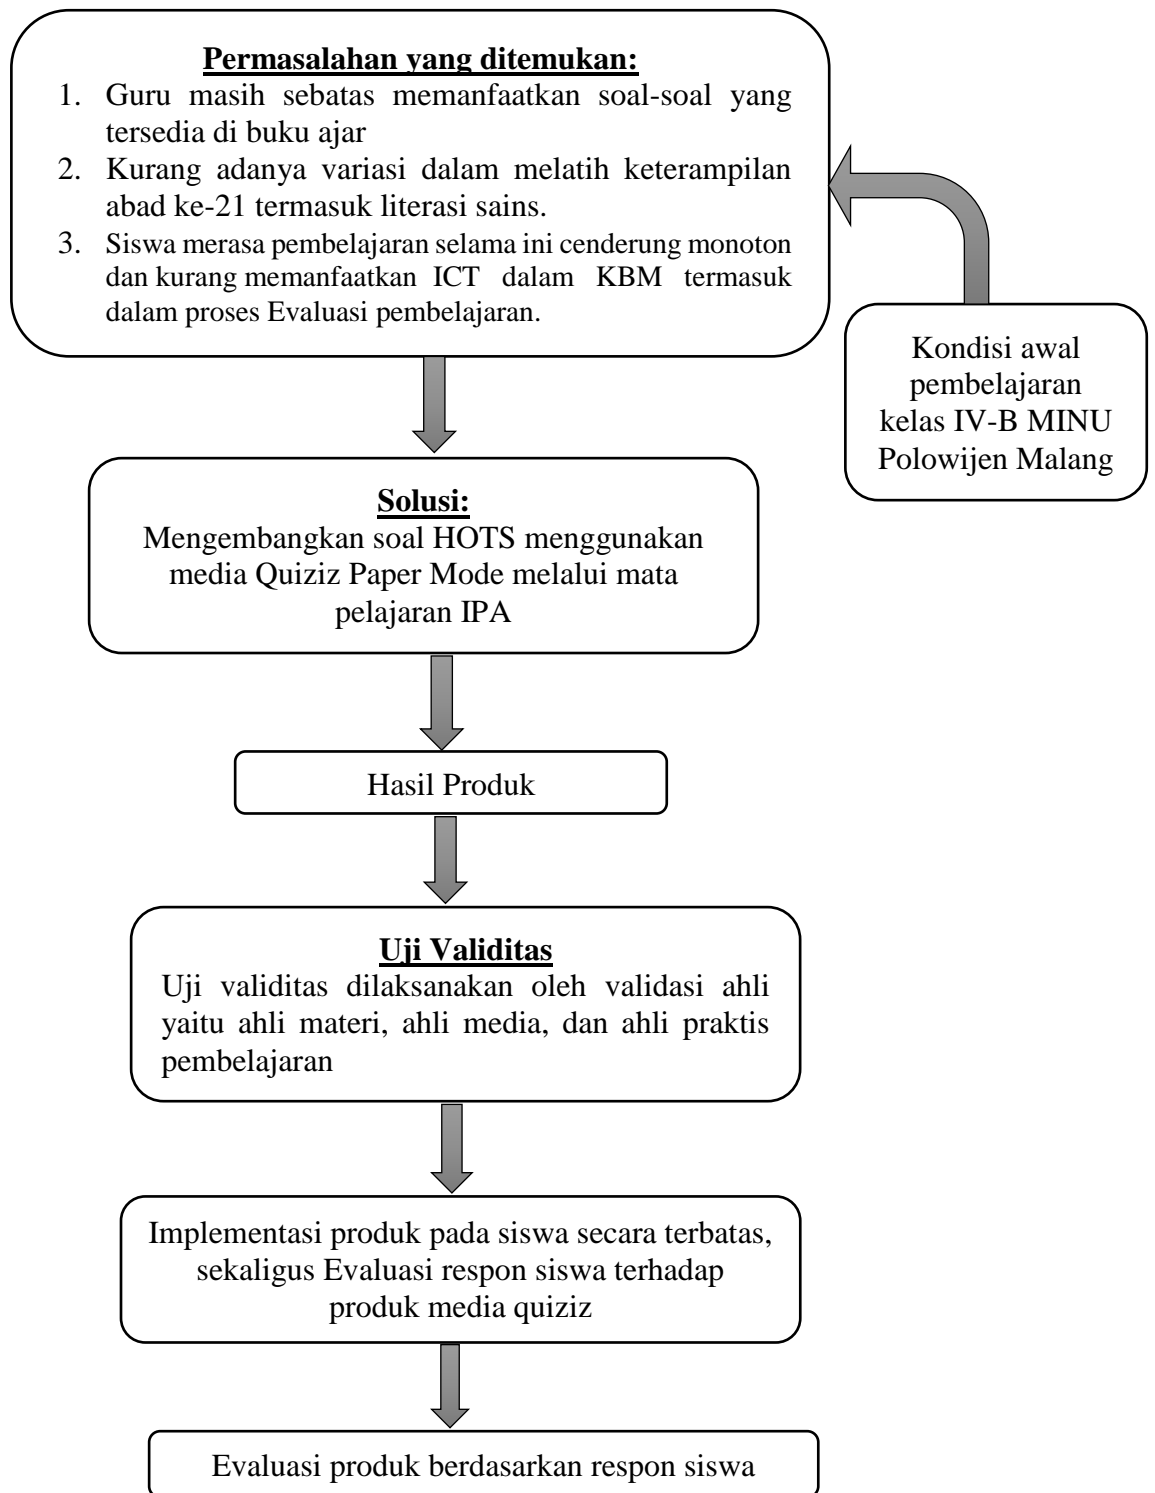 Permasalahan yang ditemukan:
1. Guru masih sebatas memanfaatkan soal-soal yang
tersedia di buku ajar
2. Kurang adanya variasi dalam melatih keterampilan
abad ke-21 termasuk literasi sains.
3. Siswa merasa pembelajaran selama ini cenderung monoton
dan kurang memanfaatkan ICT dalam KBM termasuk
dalam proses Evaluasi pembelajaran.
Kondisi awal
pembelajaran
kelas IV-B MINU
Polowijen Malang
Solusi:
Mengembangkan soal HOTS menggunakan
media Quiziz Paper Mode melalui mata
pelajaran IPA
Hasil Produk
Uji Validitas
Uji validitas dilaksanakan oleh validasi ahli
yaitu ahli materi, ahli media, dan ahli praktis
pembelajaran
Implementasi produk pada siswa secara terbatas,
sekaligus Evaluasi respon siswa terhadap
produk media quiziz
Evaluasi produk berdasarkan respon siswa